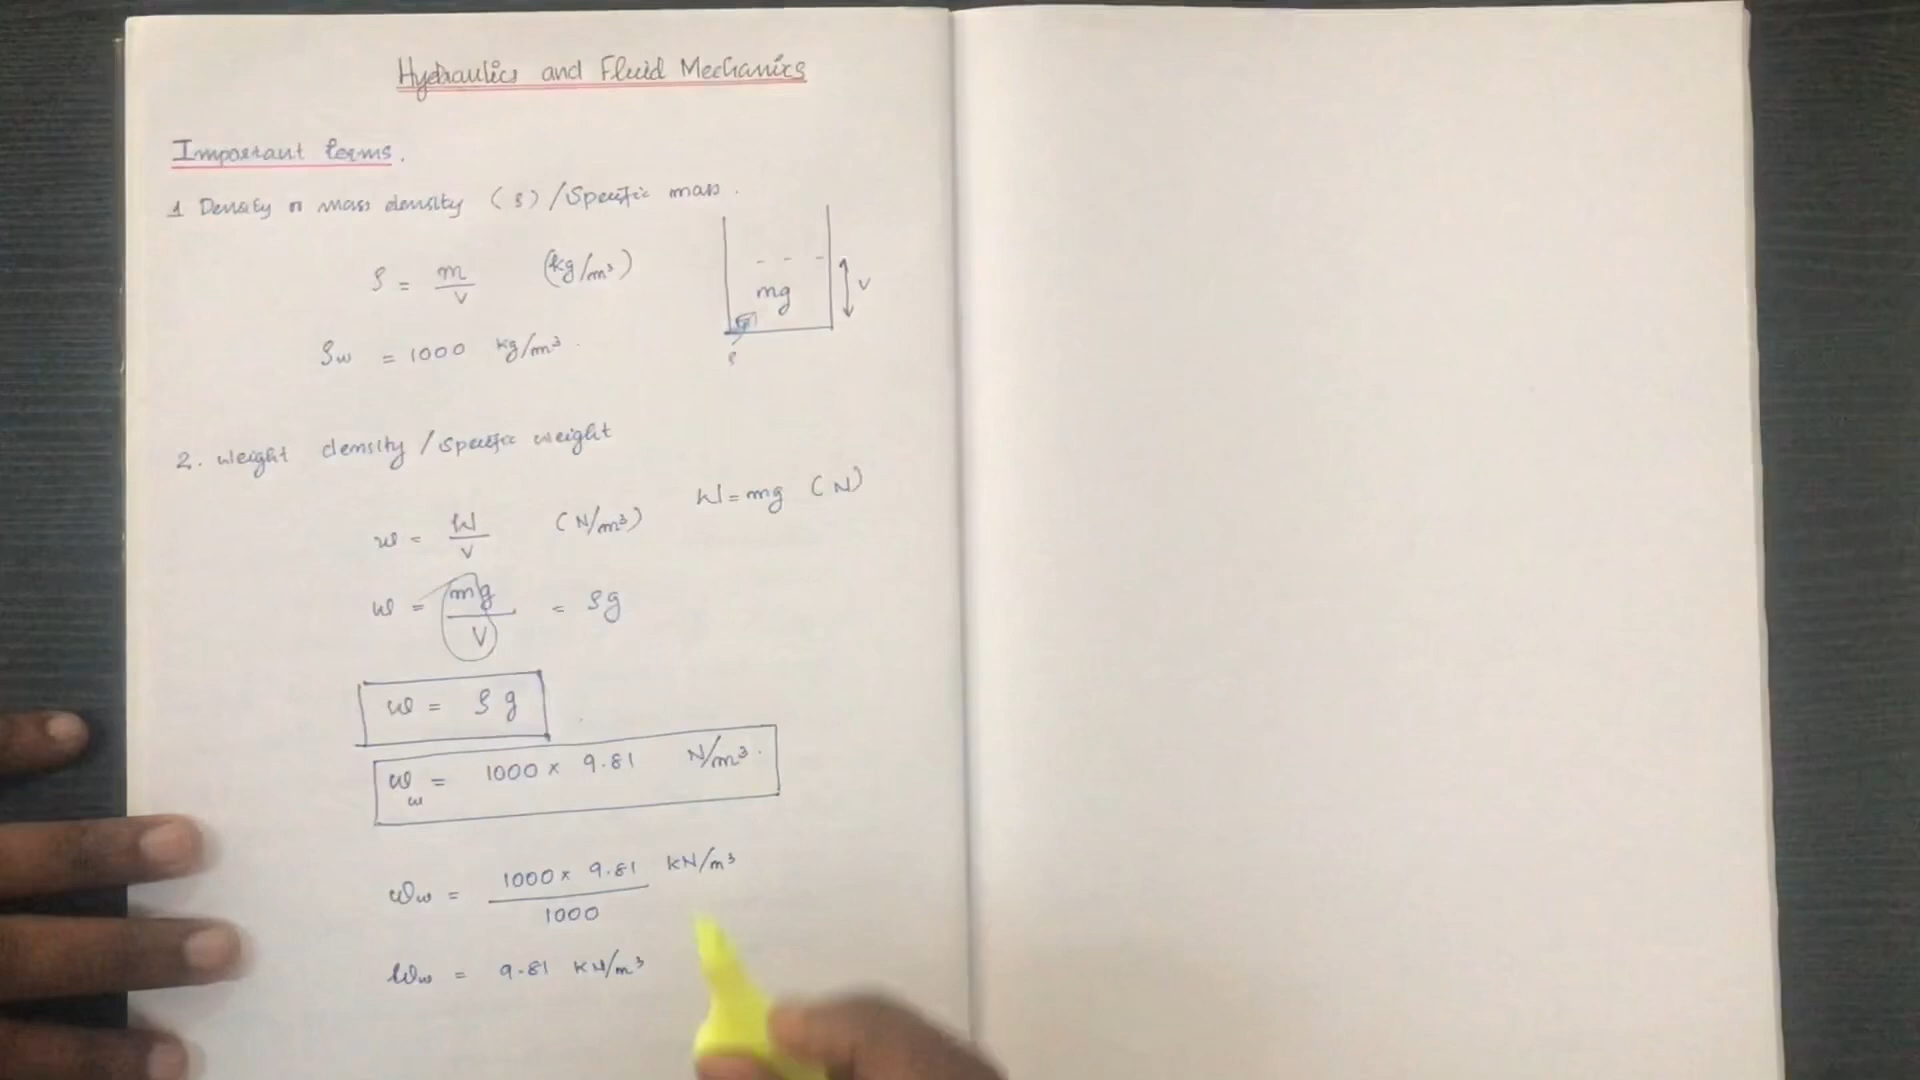 Hydraulics and Fluid Mechanics
Important terms.
1 Density or mass density (ρ) / Specific mass.
ρ = m/V (kg/m³)
mg
V
ρw = 1000 kg/m³.
2. Weight density / Specific weight
w = W/V (N/m³) W = mg (N)
w = mg/V = ρg
w = ρ g
ww = 1000 × 9.81 N/m³.
ww = 1000 × 9.81 / 1000 kN/m³
ww = 9.81 KN/m³